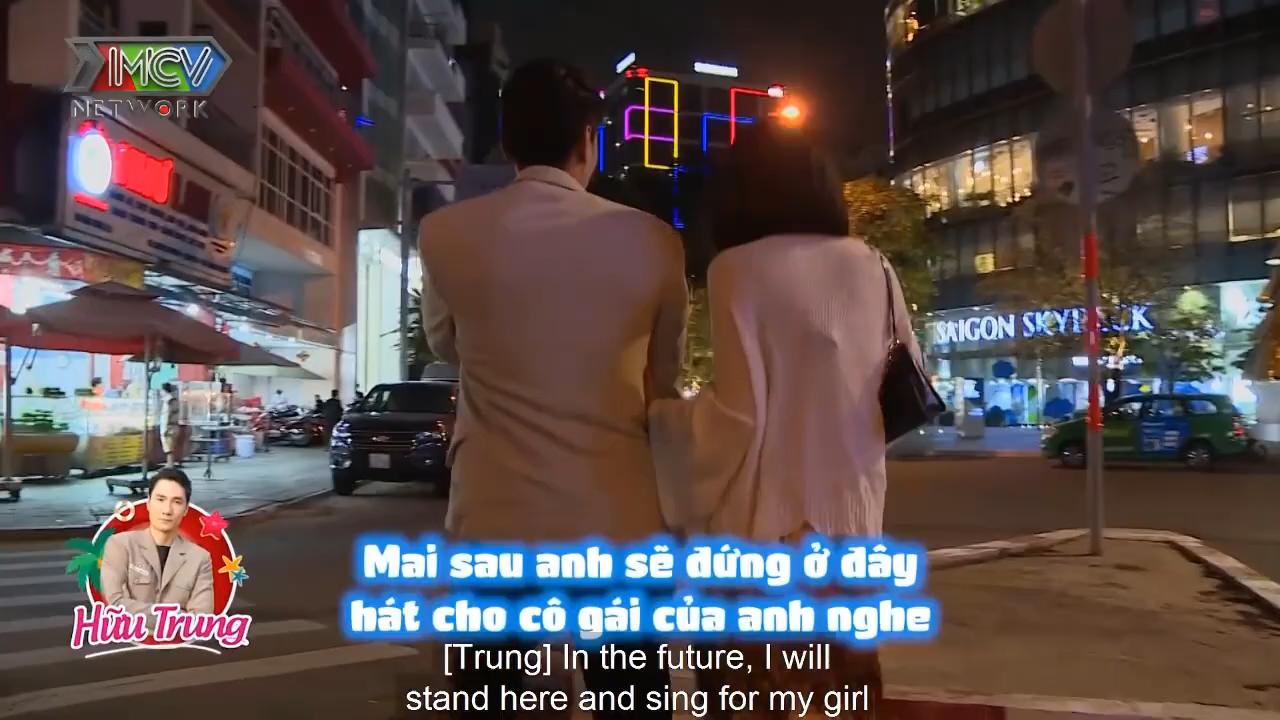 MCV
NETWORK
SAIGON SKYDECK
Hữu Trung
Mai sau anh sẽ đứng ở đây
hát cho cô gái của anh nghe
[Trung] In the future, I will
stand here and sing for my girl